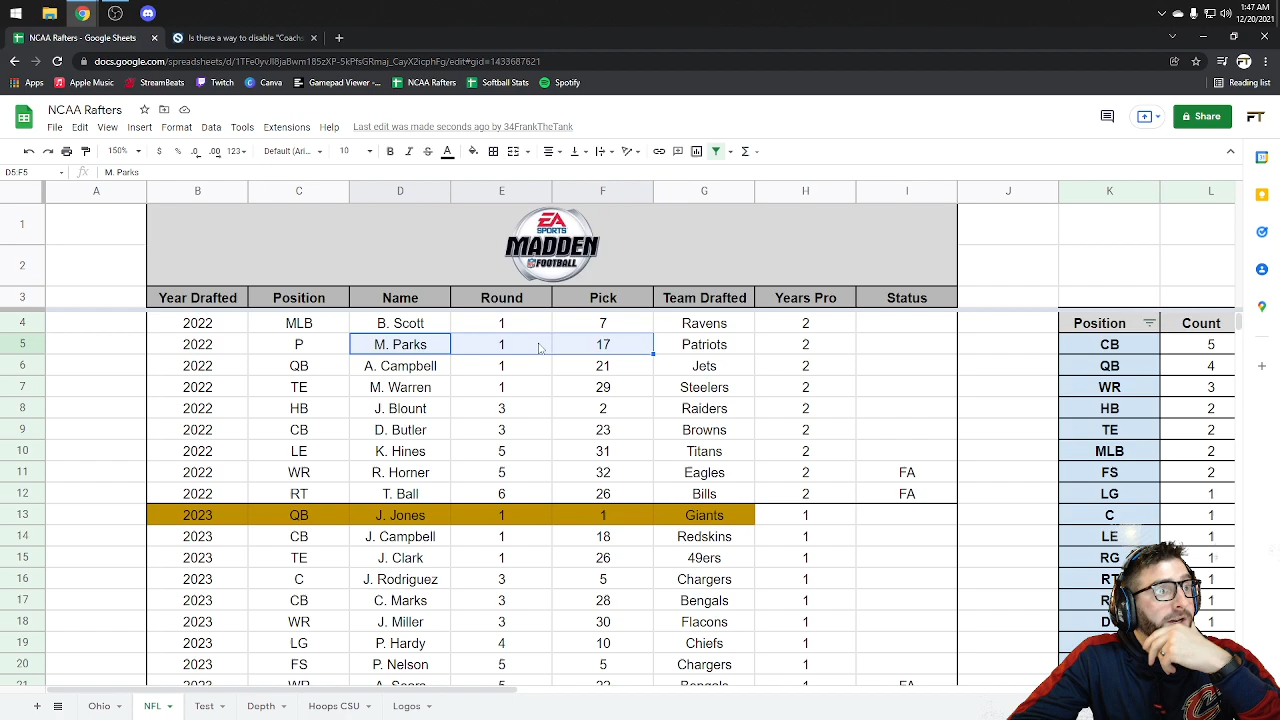 1:47 AM
12/20/2021
NCAA Rafters - Google Sheets
Is there a way to disable "Coach
docs.google.com/spreadsheets/d/1TFe0yvJI8jaBwm185zXP-5kPfsGRmaj_CayX2icphFg/edit#gid=1433687621
Apps Apple Music StreamBeats Twitch Canva Gamepad Viewer -... NCAA Rafters Softball Stats Spotify Reading list
NCAA Rafters
File Edit View Insert Format Data Tools Extensions Help Last edit was made seconds ago by 34FrankTheTank
Share FT
150% $ % .0 .00 123 Default (Ari... 10 B I S A
D5:F5 fx M. Parks
A B C D E F G H I J K L
1
EA SPORTS
MADDEN
NFL FOOTBALL
2
3 Year Drafted Position Name Round Pick Team Drafted Years Pro Status
4 2022 MLB B. Scott 1 7 Ravens 2 Position Count
5 2022 P M. Parks 1 17 Patriots 2 CB 5
6 2022 QB A. Campbell 1 21 Jets 2 QB 4
7 2022 TE M. Warren 1 29 Steelers 2 WR 3
8 2022 HB J. Blount 3 2 Raiders 2 HB 2
9 2022 CB D. Butler 3 23 Browns 2 TE 2
10 2022 LE K. Hines 5 31 Titans 2 MLB 2
11 2022 WR R. Horner 5 32 Eagles 2 FA FS 2
12 2022 RT T. Ball 6 26 Bills 2 FA LG 1
13 2023 QB J. Jones 1 1 Giants 1 C 1
14 2023 CB J. Campbell 1 18 Redskins 1 LE 1
15 2023 TE J. Clark 1 26 49ers 1 RG 1
16 2023 C J. Rodriguez 3 5 Chargers 1 RT 1
17 2023 CB C. Marks 3 28 Bengals 1 1
18 2023 WR J. Miller 3 30 Flacons 1 1
19 2023 LG P. Hardy 4 10 Chiefs 1 1
20 2023 FS P. Nelson 5 5 Chargers 1 1
Ohio NFL Test Depth Hoops CSU Logos